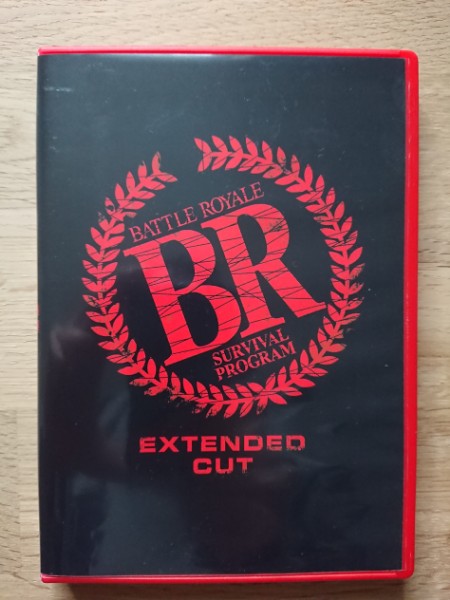 BATTLE ROYALE
BR
SURVIVAL
PROGRAM
EXTENDED
CUT